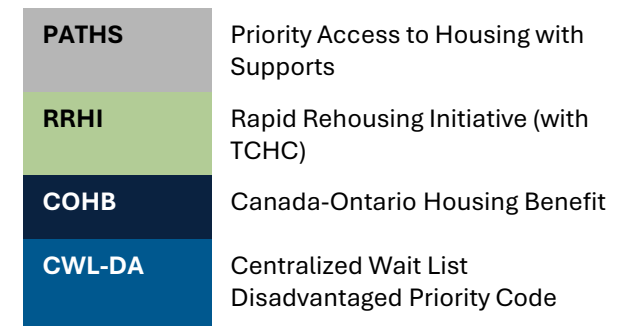 PATHS Priority Access to Housing with
Supports
RRHI Rapid Rehousing Initiative (with
TCHC)
COHB Canada-Ontario Housing Benefit
CWL-DA Centralized Wait List
Disadvantaged Priority Code